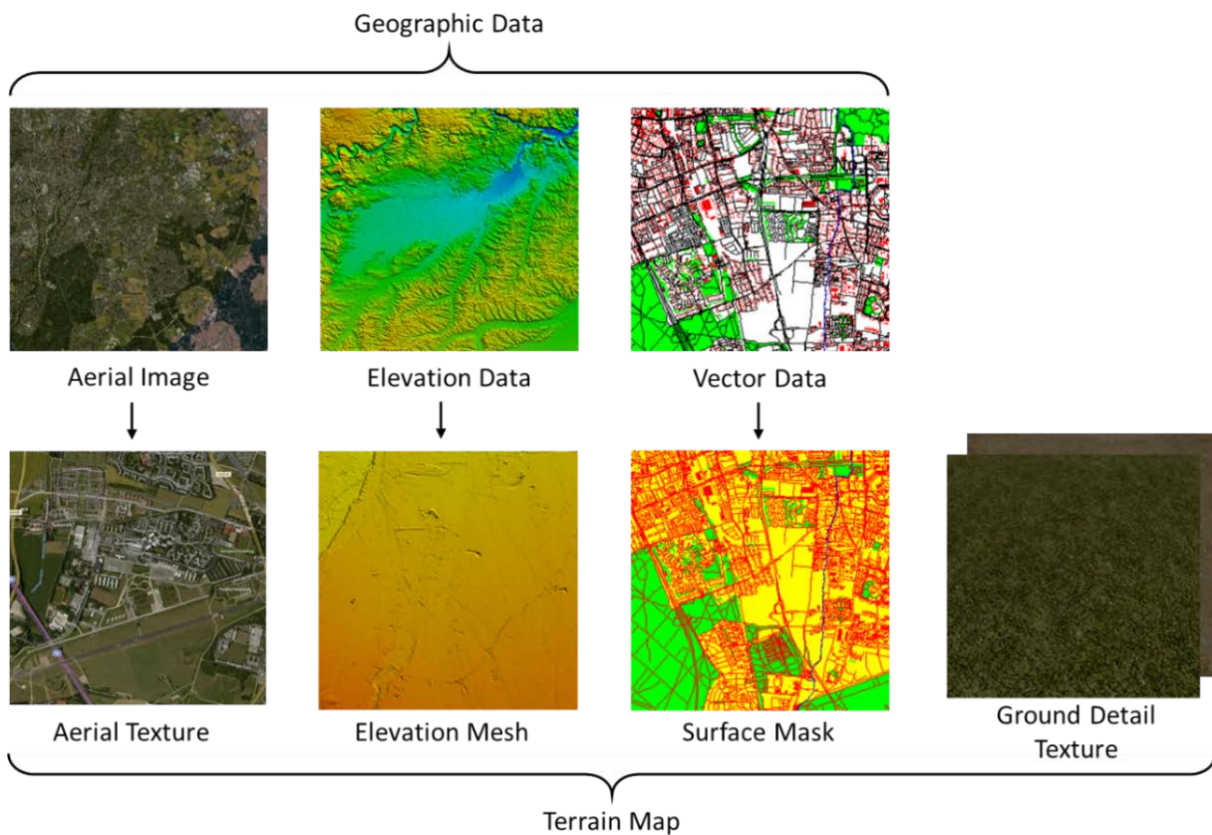 Geographic Data
Aerial Image
Elevation Data
Vector Data
Aerial Texture
Elevation Mesh
Surface Mask
Ground Detail
Texture
Terrain Map